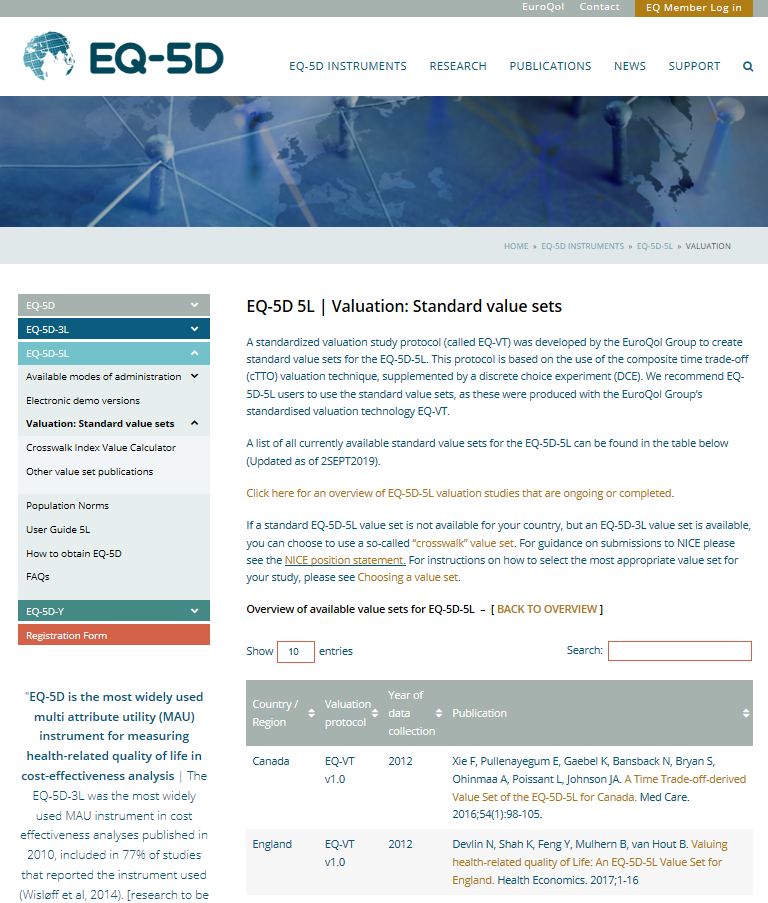 EuroQol Contact EQ Member Log in
EQ-5D
EQ-5D INSTRUMENTS RESEARCH PUBLICATIONS NEWS SUPPORT
HOME » EQ-5D INSTRUMENTS » EQ-5D-5L » VALUATION
EQ-5D
EQ-5D-3L
EQ-5D-5L
Available modes of administration
Electronic demo versions
Valuation: Standard value sets
Crosswalk Index Value Calculator
Other value set publications
Population Norms
User Guide 5L
How to obtain EQ-5D
FAQs
EQ-5D-Y
Registration Form
"EQ-5D is the most widely used
multi attribute utility (MAU)
instrument for measuring
health-related quality of life in
cost-effectiveness analysis | The
EQ-5D-3L was the most widely
used MAU instrument in cost
effectiveness analyses published in
2010, included in 77% of studies
that reported the instrument used
(Wisløff et al, 2014). [research to be
EQ-5D 5L | Valuation: Standard value sets
A standardized valuation study protocol (called EQ-VT) was developed by the EuroQol Group to create
standard value sets for the EQ-5D-5L. This protocol is based on the use of the composite time trade-off
(cTTO) valuation technique, supplemented by a discrete choice experiment (DCE). We recommend EQ-
5D-5L users to use the standard value sets, as these were produced with the EuroQol Group's
standardised valuation technology EQ-VT.
A list of all currently available standard value sets for the EQ-5D-5L can be found in the table below
(Updated as of 2SEPT2019).
Click here for an overview of EQ-5D-5L valuation studies that are ongoing or completed.
If a standard EQ-5D-5L value set is not available for your country, but an EQ-5D-3L value set is available,
you can choose to use a so-called "crosswalk" value set. For guidance on submissions to NICE please
see the NICE position statement. For instructions on how to select the most appropriate value set for
your study, please see Choosing a value set.
Overview of available value sets for EQ-5D-5L – [ BACK TO OVERVIEW ]
Show 10 entries Search:
Country / Region Valuation protocol Year of data collection Publication
Canada EQ-VT v1.0 2012 Xie F, Pullenayegum E, Gaebel K, Bansback N, Bryan S,
Ohinmaa A, Poissant L, Johnson JA. A Time Trade-off-derived
Value Set of the EQ-5D-5L for Canada. Med Care.
2016;54(1):98-105.
England EQ-VT v1.0 2012 Devlin N, Shah K, Feng Y, Mulhern B, van Hout B. Valuing
health-related quality of Life: An EQ-5D-5L Value Set for
England. Health Economics. 2017;1-16